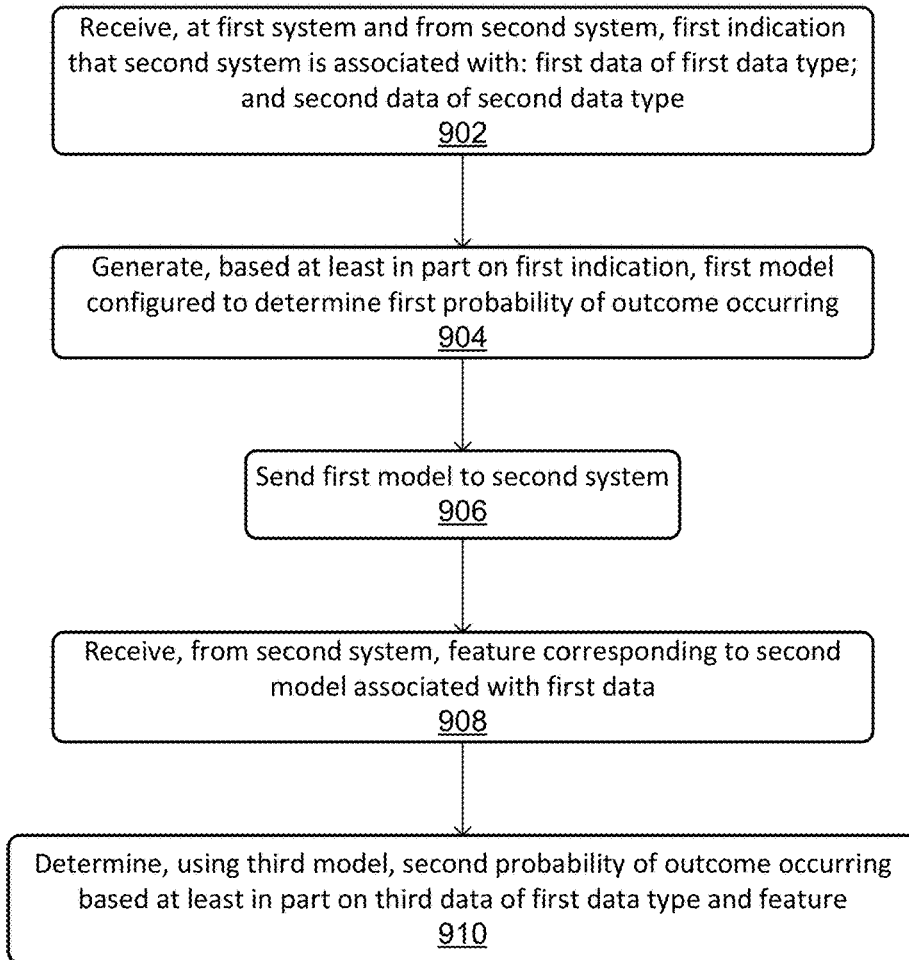 Receive, at first system and from second system, first indication
that second system is associated with: first data of first data type;
and second data of second data type
902
Generate, based at least in part on first indication, first model
configured to determine first probability of outcome occurring
904
Send first model to second system
906
Receive, from second system, feature corresponding to second
model associated with first data
908
Determine, using third model, second probability of outcome occurring
based at least in part on third data of first data type and feature
910